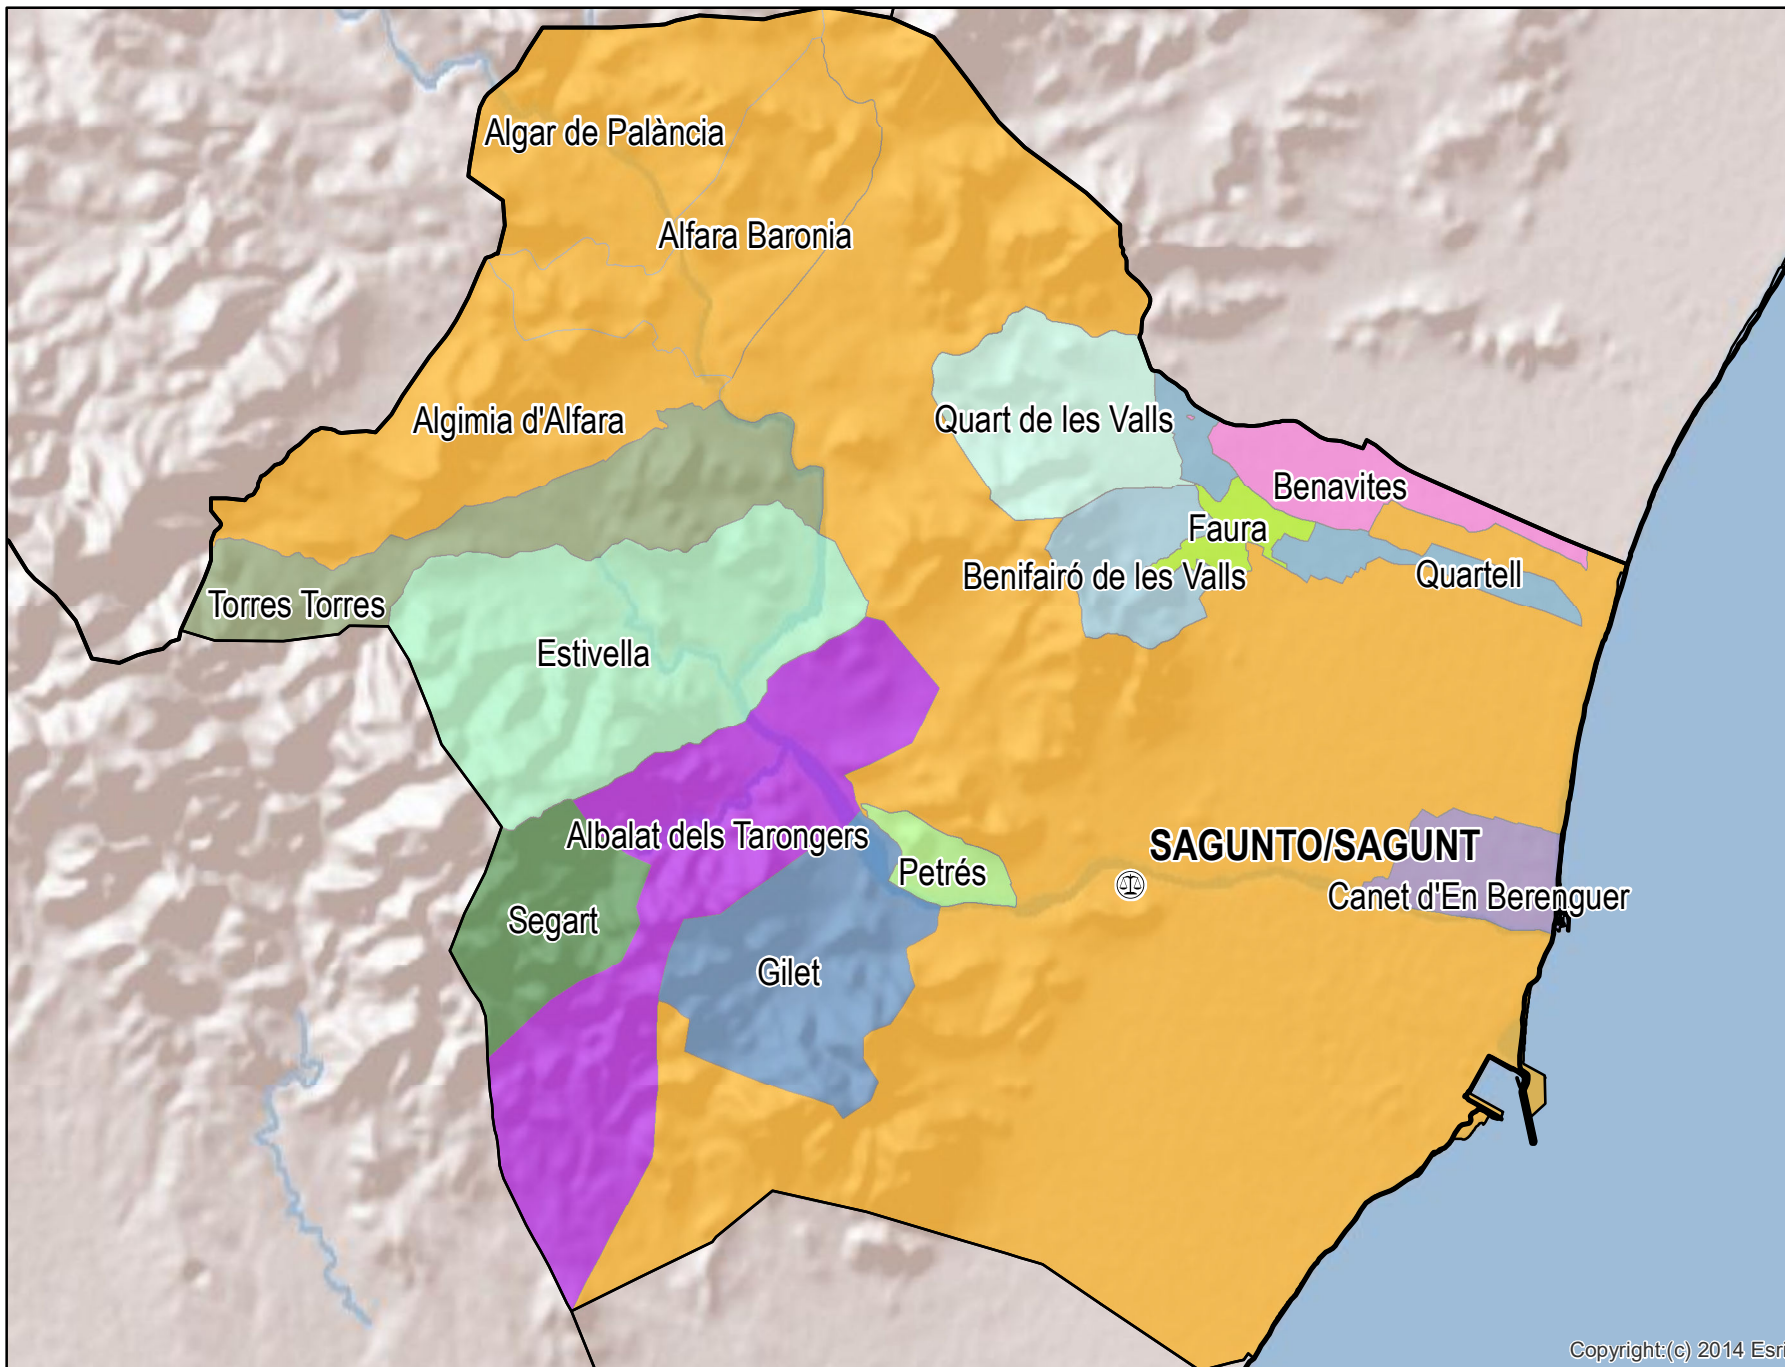 Algar de Palància
Alfara Baronia
Algimia d'Alfara
Quart de les Valls
Benavites
Faura
Benifairó de les Valls
Quartell
Torres Torres
Estivella
Albalat dels Tarongers
SAGUNTO/SAGUNT
Petrés
Canet d'En Berenguer
Segart
Gilet
Copyright:(c) 2014 Esri